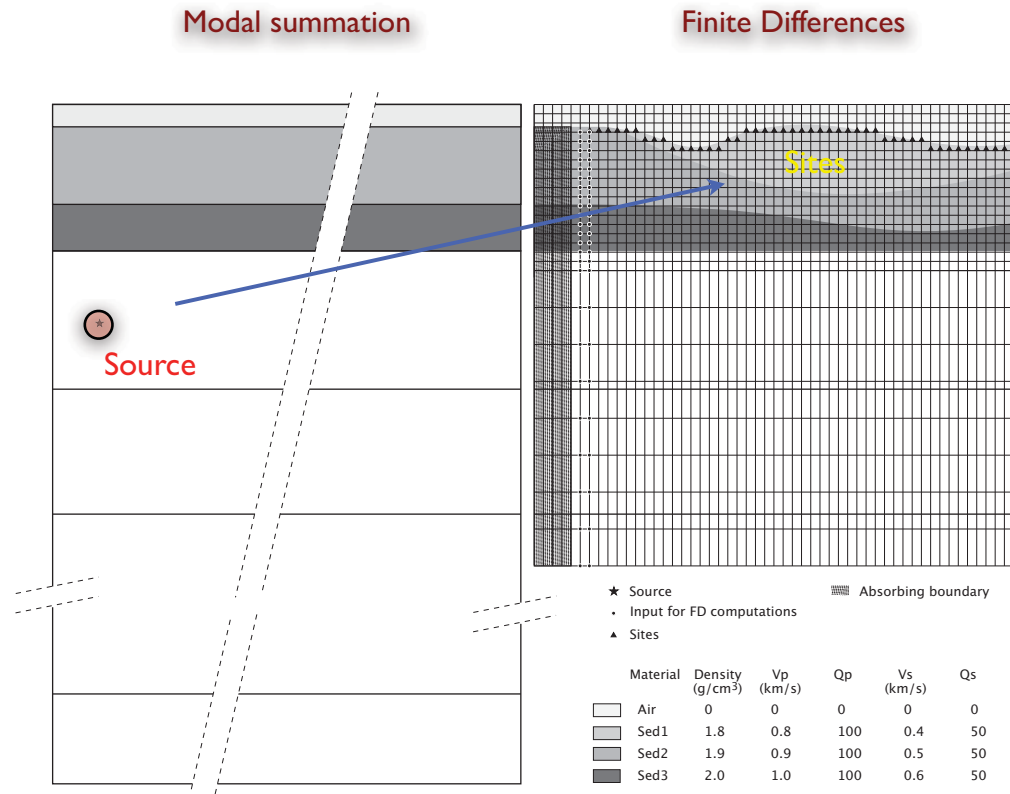 Modal summation
Finite Differences
Sites
Source
Source
Absorbing boundary
Input for FD computations
Sites
Material Density Vp Qp Vs Qs
(g/cm³) (km/s) (km/s)
Air 0 0 0 0 0
Sed1 1.8 0.8 100 0.4 50
Sed2 1.9 0.9 100 0.5 50
Sed3 2.0 1.0 100 0.6 50